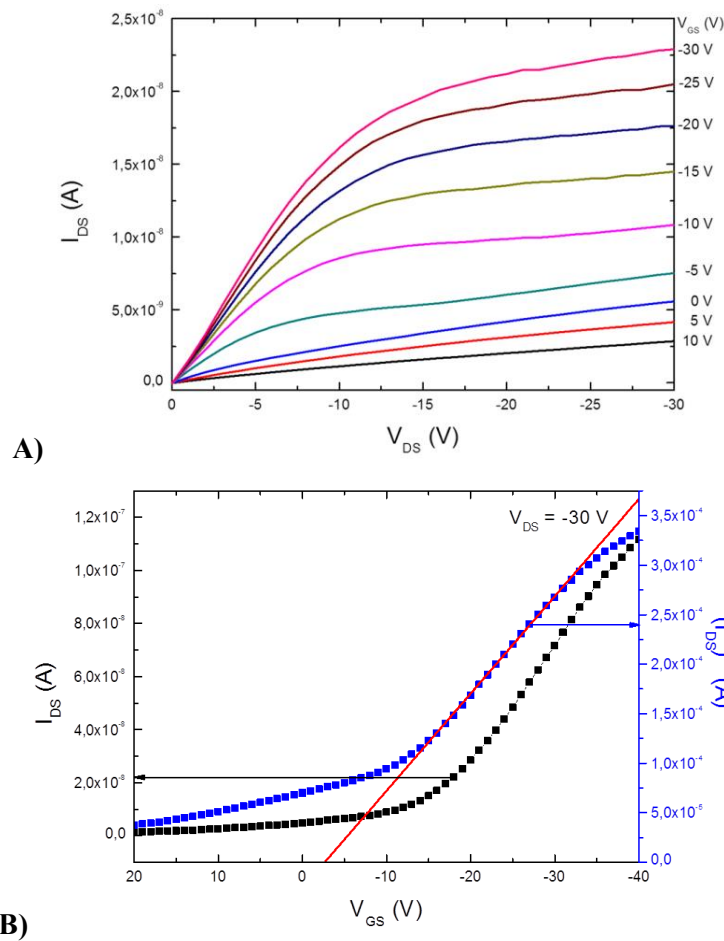 V_GS (V)
2,5x10⁻⁸
-30 V
-25 V
2,0x10⁻⁸
-20 V
1,5x10⁻⁸
-15 V
I_DS (A)
-10 V
1,0x10⁻⁸
-5 V
0 V
5,0x10⁻⁹
5 V
10 V
0,0
0 -5 -10 -15 -20 -25 -30
V_DS (V)
A)
V_DS = -30 V
1,2x10⁻⁷
1,0x10⁻⁷
8,0x10⁻⁸
6,0x10⁻⁸
4,0x10⁻⁸
2,0x10⁻⁸
0,0
I_DS (A)
3,5x10⁻⁴
3,0x10⁻⁴
2,5x10⁻⁴
2,0x10⁻⁴
1,5x10⁻⁴
1,0x10⁻⁴
5,0x10⁻⁵
0,0
(I_DS) (A)
20 10 0 -10 -20 -30 -40
V_GS (V)
B)